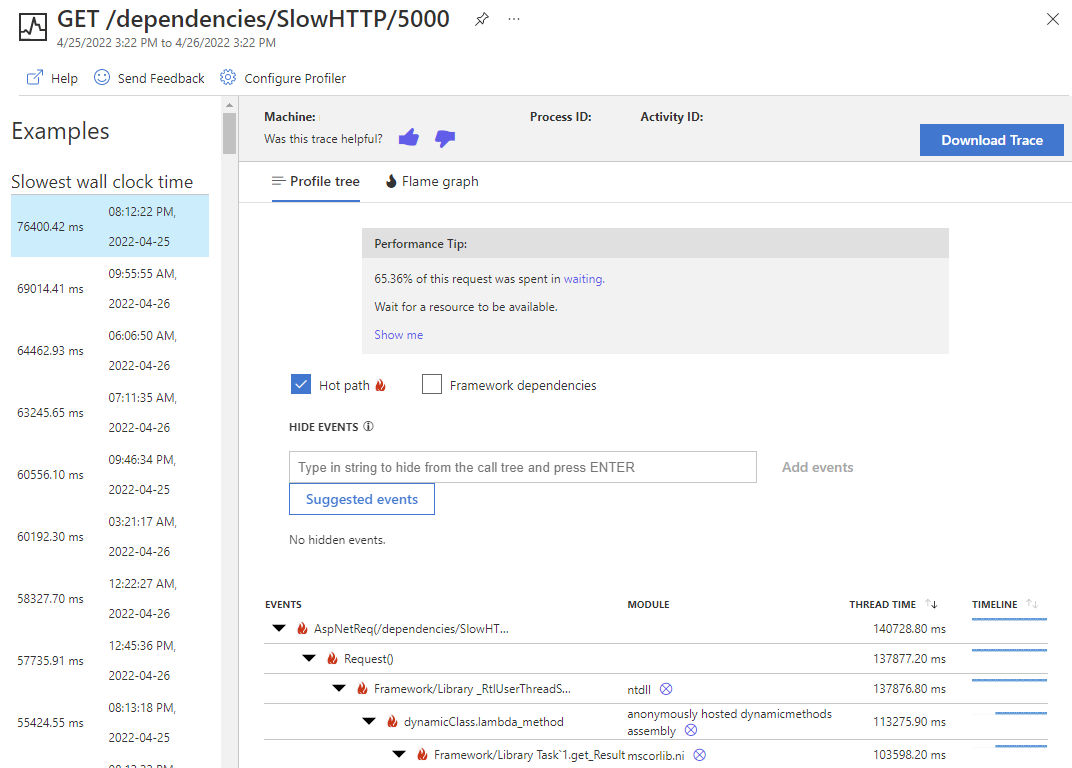 GET /dependencies/SlowHTTP/5000
4/25/2022 3:22 PM to 4/26/2022 3:22 PM
Help Send Feedback Configure Profiler
Examples
Slowest wall clock time
76400.42 ms 08:12:22 PM, 2022-04-25
69014.41 ms 09:55:55 AM, 2022-04-26
64462.93 ms 06:06:50 AM, 2022-04-26
63245.65 ms 07:11:35 AM, 2022-04-26
60556.10 ms 09:46:34 PM, 2022-04-25
60192.30 ms 03:21:17 AM, 2022-04-26
58327.70 ms 12:22:27 AM, 2022-04-26
57735.91 ms 12:45:36 PM, 2022-04-26
55424.55 ms 08:13:18 PM, 2022-04-25
Machine: Process ID: Activity ID:
Was this trace helpful?
Download Trace
Profile tree Flame graph
Performance Tip:
65.36% of this request was spent in waiting.
Wait for a resource to be available.
Show me
Hot path Framework dependencies
HIDE EVENTS
Type in string to hide from the call tree and press ENTER Add events
Suggested events
No hidden events.
EVENTS MODULE THREAD TIME TIMELINE
AspNetReq(/dependencies/SlowHT... 140728.80 ms
Request() 137877.20 ms
Framework/Library _RtlUserThreadS... ntdll 137876.80 ms
dynamicClass.lambda_method anonymously hosted dynamicmethods assembly 113275.90 ms
Framework/Library Task`1.get_Result mscorlib.ni 103598.20 ms